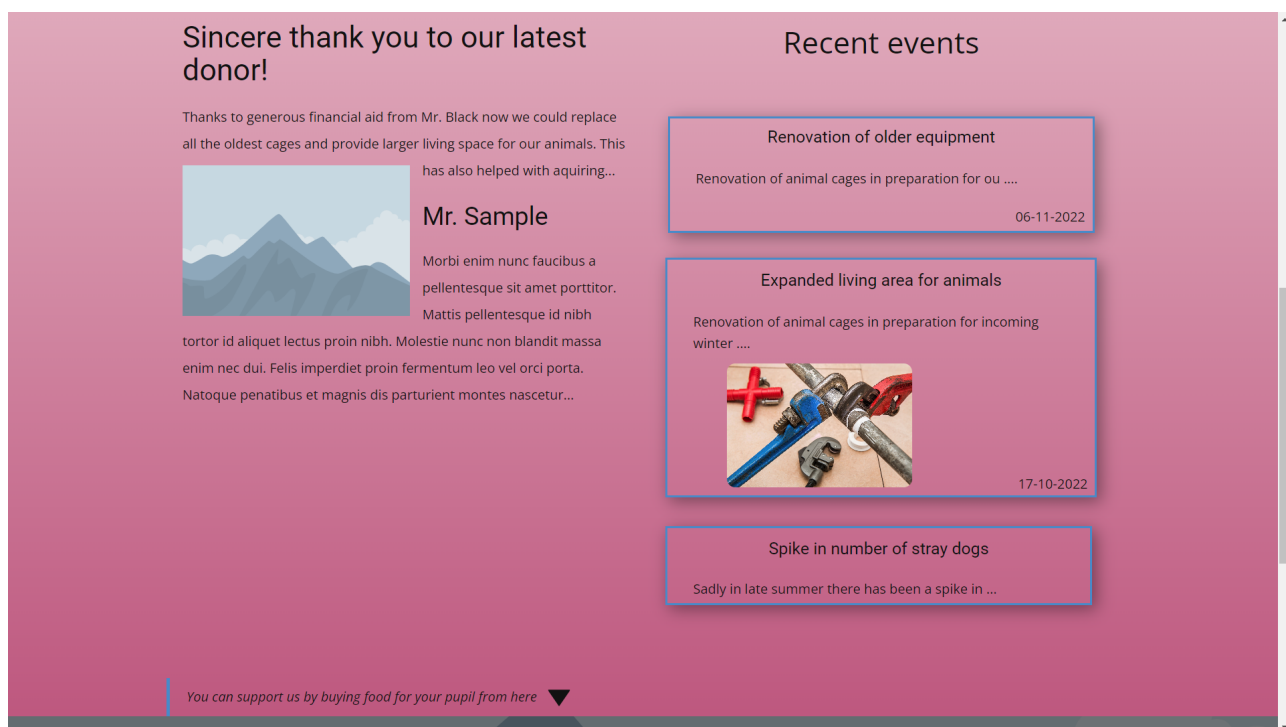 Sincere thank you to our latest
donor!
Thanks to generous financial aid from Mr. Black now we could replace
all the oldest cages and provide larger living space for our animals. This
has also helped with aquiring...
Mr. Sample
Morbi enim nunc faucibus a
pellentesque sit amet porttitor.
Mattis pellentesque id nibh
tortor id aliquet lectus proin nibh. Molestie nunc non blandit massa
enim nec dui. Felis imperdiet proin fermentum leo vel orci porta.
Natoque penatibus et magnis dis parturient montes nascetur...
Recent events
Renovation of older equipment
Renovation of animal cages in preparation for ou ....
06-11-2022
Expanded living area for animals
Renovation of animal cages in preparation for incoming
winter ....
17-10-2022
Spike in number of stray dogs
Sadly in late summer there has been a spike in ...
You can support us by buying food for your pupil from here